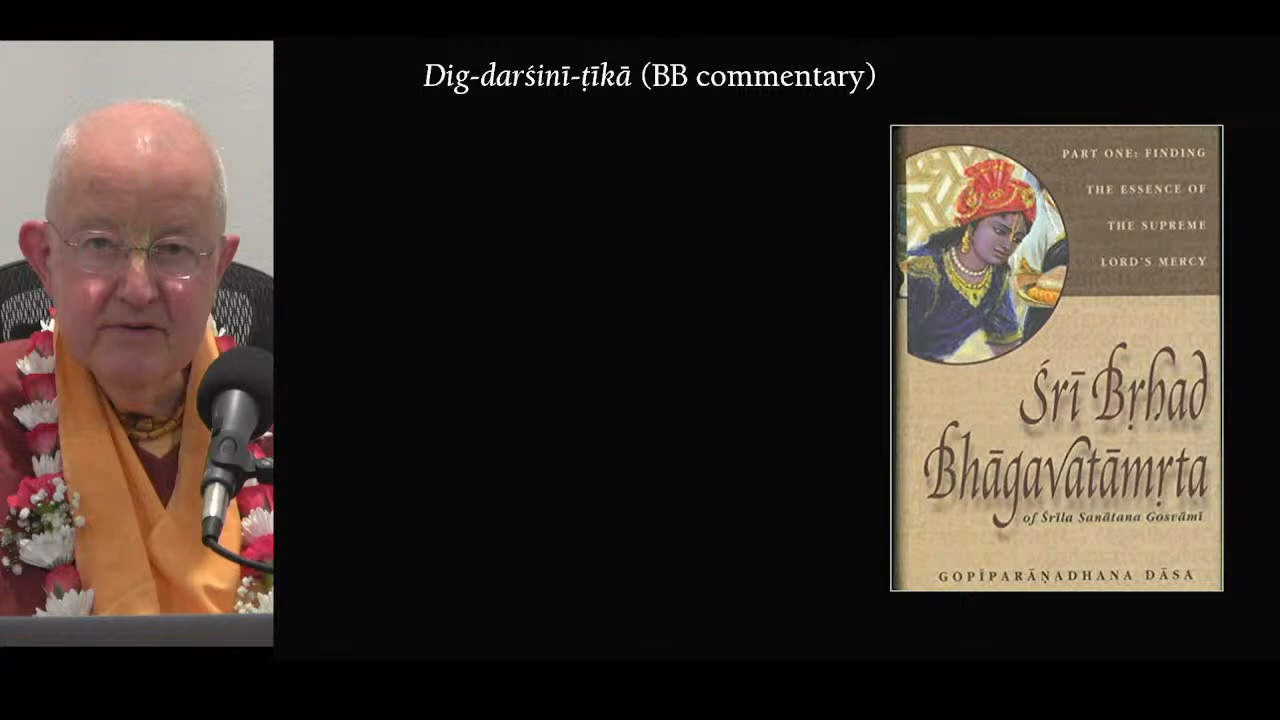 Dig-darśinī-ṭīkā (BB commentary)
PART ONE: FINDING
THE ESSENCE OF
THE SUPREME
LORD'S MERCY
Śrī Bṛhad
Bhāgavatāmṛta
of Śrīla Sanātana Gosvāmī
GOPĪPARĀṆADHANA DĀSA